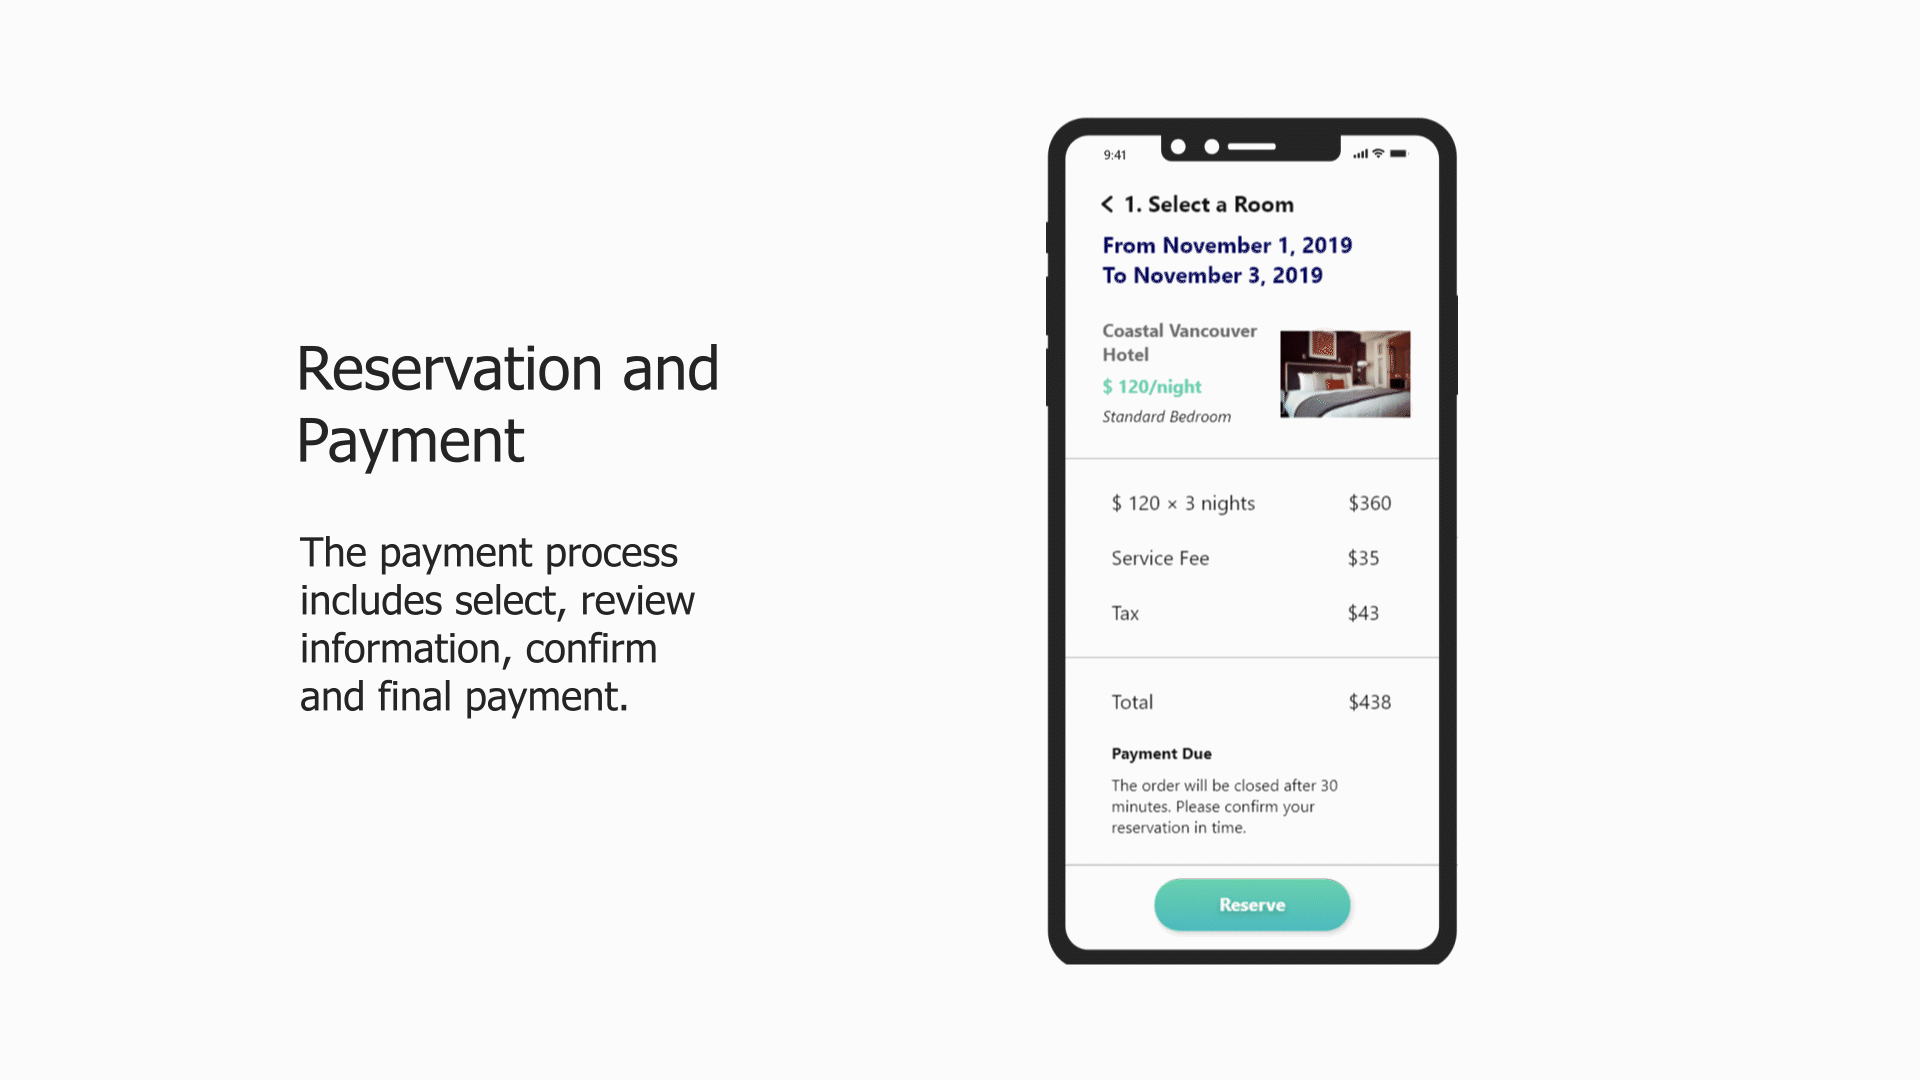 Reservation and
Payment
The payment process
includes select, review
information, confirm
and final payment.
9:41
1. Select a Room
From November 1, 2019
To November 3, 2019
Coastal Vancouver
Hotel
$ 120/night
Standard Bedroom
$ 120 × 3 nights $360
Service Fee $35
Tax $43
Total $438
Payment Due
The order will be closed after 30
minutes. Please confirm your
reservation in time.
Reserve